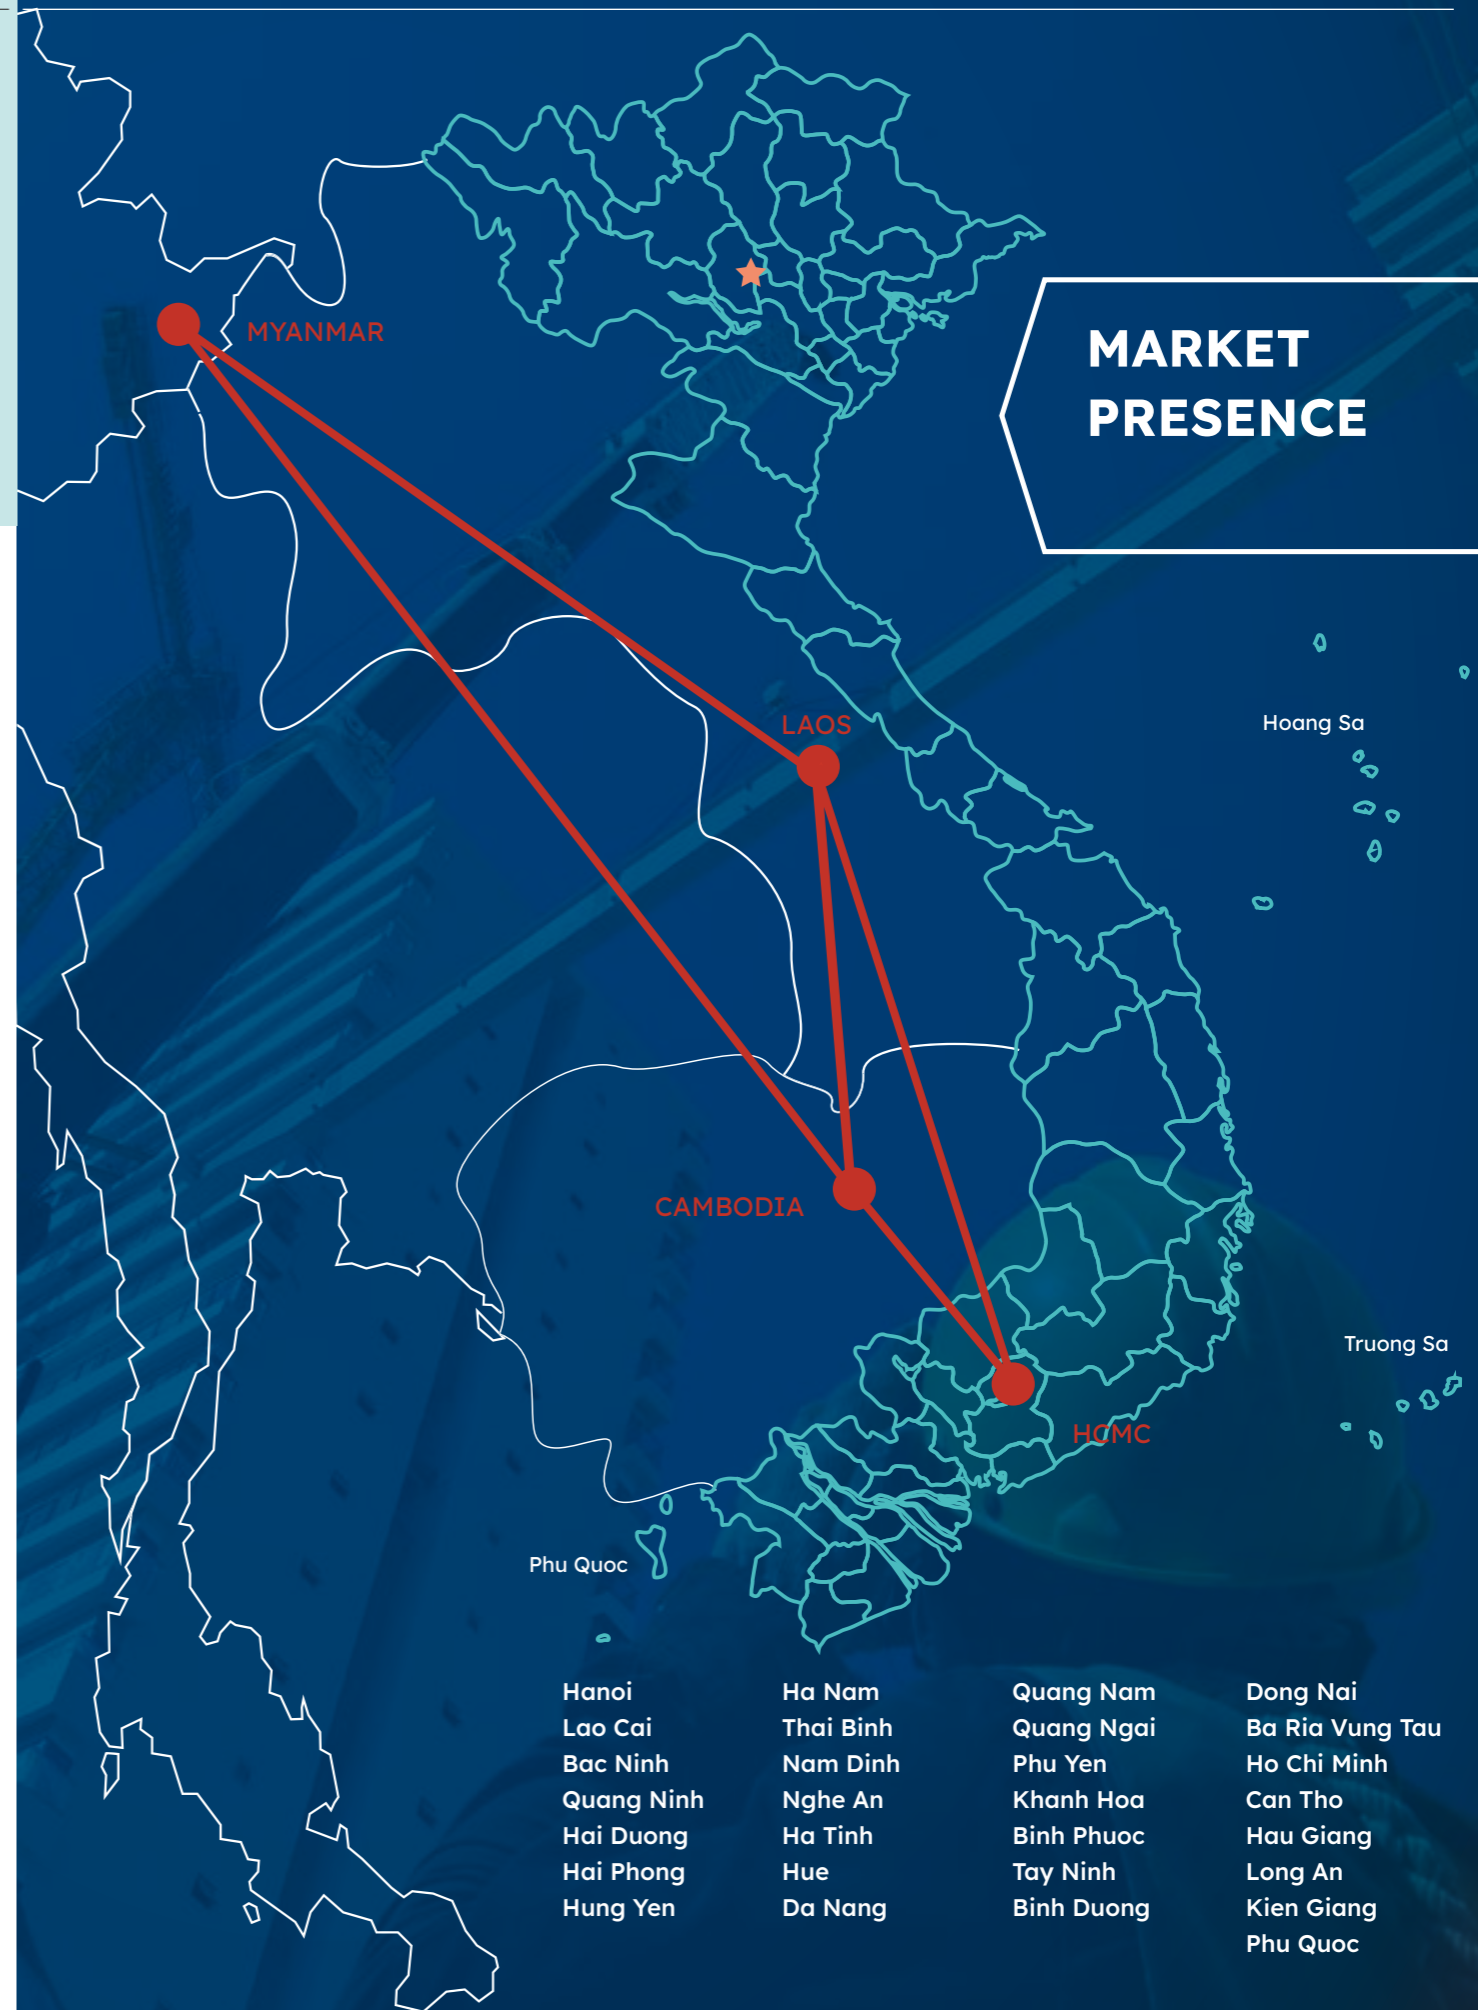 MYANMAR
MARKET
PRESENCE
LAOS
Hoang Sa
CAMBODIA
Truong Sa
HCMC
Phu Quoc
Hanoi
Lao Cai
Bac Ninh
Quang Ninh
Hai Duong
Hai Phong
Hung Yen
Ha Nam
Thai Binh
Nam Dinh
Nghe An
Ha Tinh
Hue
Da Nang
Quang Nam
Quang Ngai
Phu Yen
Khanh Hoa
Binh Phuoc
Tay Ninh
Binh Duong
Dong Nai
Ba Ria Vung Tau
Ho Chi Minh
Can Tho
Hau Giang
Long An
Kien Giang
Phu Quoc